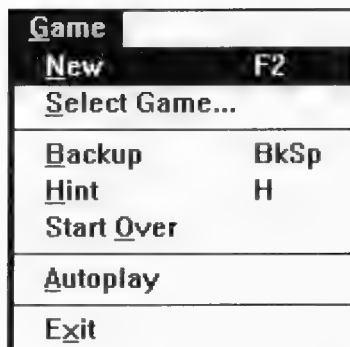 Game
New F2
Select Game...
Backup BkSp
Hint H
Start Over
Autoplay
Exit